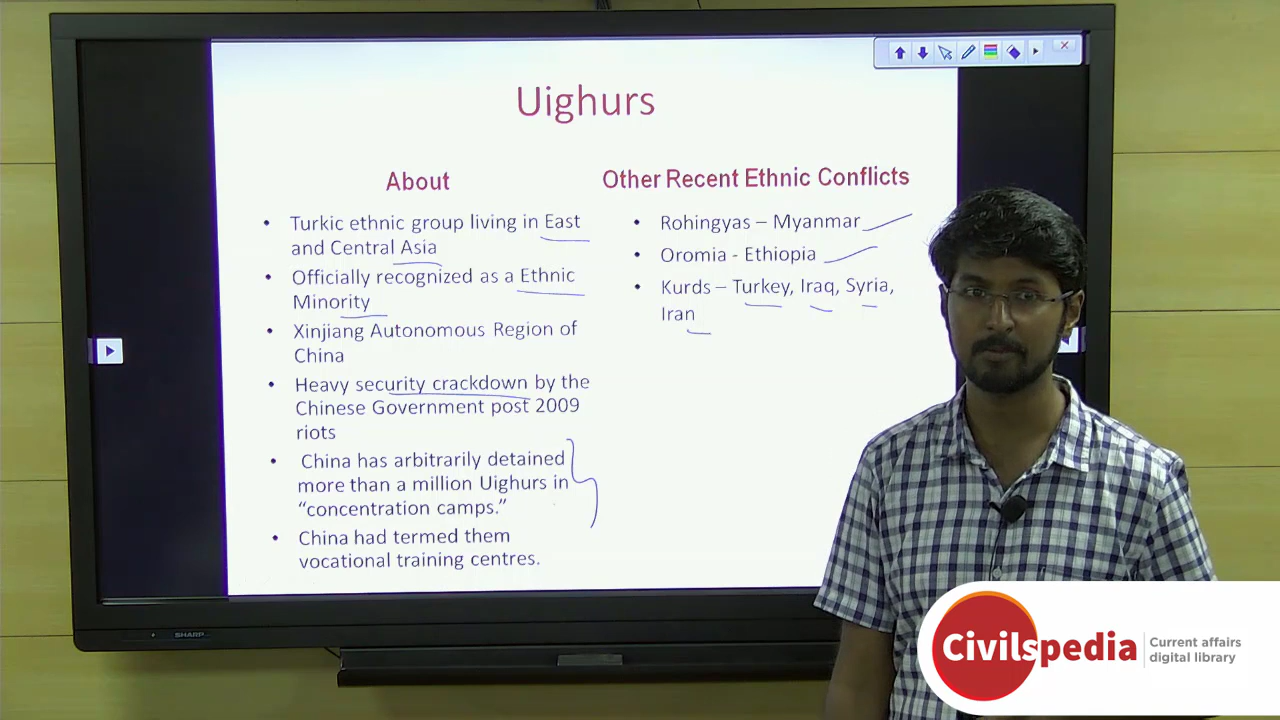 Uighurs
About
• Turkic ethnic group living in East
and Central Asia
• Officially recognized as a Ethnic
Minority
• Xinjiang Autonomous Region of
China
• Heavy security crackdown by the
Chinese Government post 2009
riots
• China has arbitrarily detained
more than a million Uighurs in
“concentration camps.”
• China had termed them
vocational training centres.
Other Recent Ethnic Conflicts
• Rohingyas – Myanmar
• Oromia - Ethiopia
• Kurds – Turkey, Iraq, Syria,
Iran
SHARP
Civilspedia
Current affairs
digital library